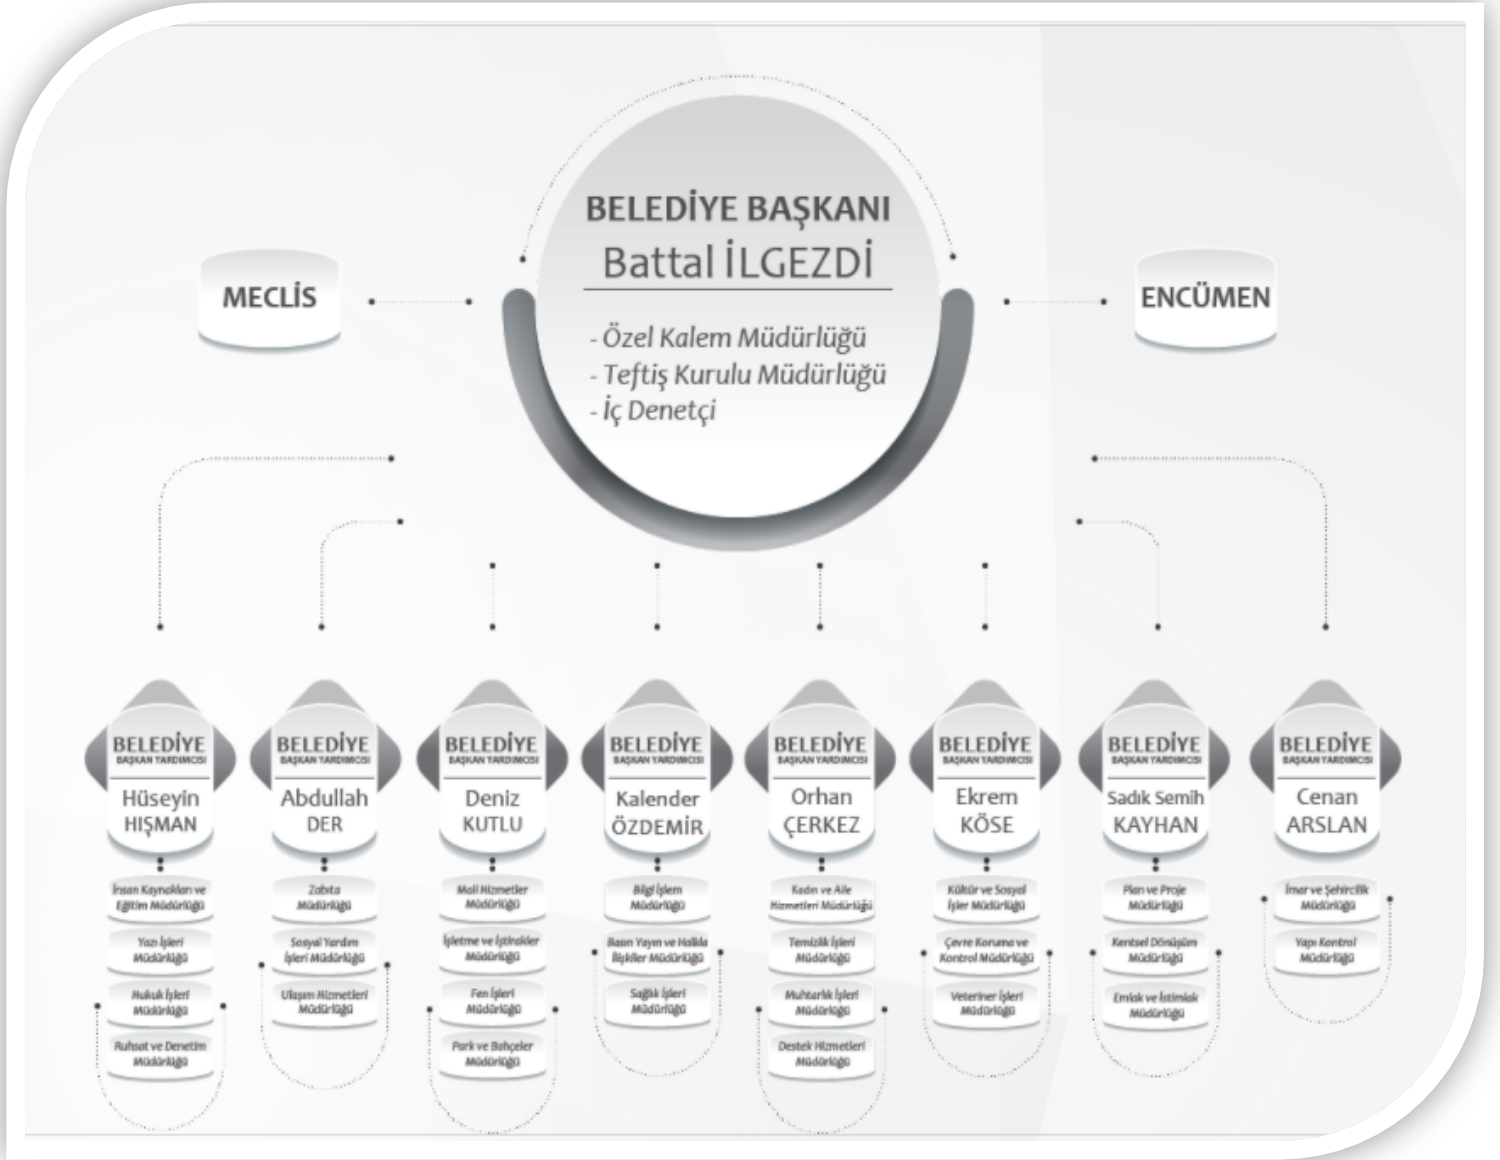 BELEDİYE BAŞKANI
Battal İLGEZDİ
- Özel Kalem Müdürlüğü
- Teftiş Kurulu Müdürlüğü
- İç Denetçi
MECLİS
ENCÜMEN
BELEDİYE
BAŞKAN YARDIMCISI
Hüseyin
HIŞMAN
İnsan Kaynakları ve
Eğitim Müdürlüğü
Yazı İşleri
Müdürlüğü
Hukuk İşleri
Müdürlüğü
Ruhsat ve Denetim
Müdürlüğü
BELEDİYE
BAŞKAN YARDIMCISI
Abdullah
DER
Zabıta
Müdürlüğü
Sosyal Yardım
İşleri Müdürlüğü
Ulaşım Hizmetleri
Müdürlüğü
BELEDİYE
BAŞKAN YARDIMCISI
Deniz
KUTLU
Mali Hizmetler
Müdürlüğü
İşletme ve İştirakler
Müdürlüğü
Fen İşleri
Müdürlüğü
Park ve Bahçeler
Müdürlüğü
BELEDİYE
BAŞKAN YARDIMCISI
Kalender
ÖZDEMİR
Bilgi İşlem
Müdürlüğü
Basın Yayın ve Halkla
İlişkiler Müdürlüğü
Sağlık İşleri
Müdürlüğü
BELEDİYE
BAŞKAN YARDIMCISI
Orhan
ÇERKEZ
Kadın ve Aile
Hizmetleri Müdürlüğü
Temizlik İşleri
Müdürlüğü
Muhtarlık İşleri
Müdürlüğü
Destek Hizmetleri
Müdürlüğü
BELEDİYE
BAŞKAN YARDIMCISI
Ekrem
KÖSE
Kültür ve Sosyal
İşler Müdürlüğü
Çevre Koruma ve
Kontrol Müdürlüğü
Veteriner İşleri
Müdürlüğü
BELEDİYE
BAŞKAN YARDIMCISI
Sadık Semih
KAYHAN
Plan ve Proje
Müdürlüğü
Kentsel Dönüşüm
Müdürlüğü
Emlak ve İstimlak
Müdürlüğü
BELEDİYE
BAŞKAN YARDIMCISI
Cenan
ARSLAN
İmar ve Şehircilik
Müdürlüğü
Yapı Kontrol
Müdürlüğü